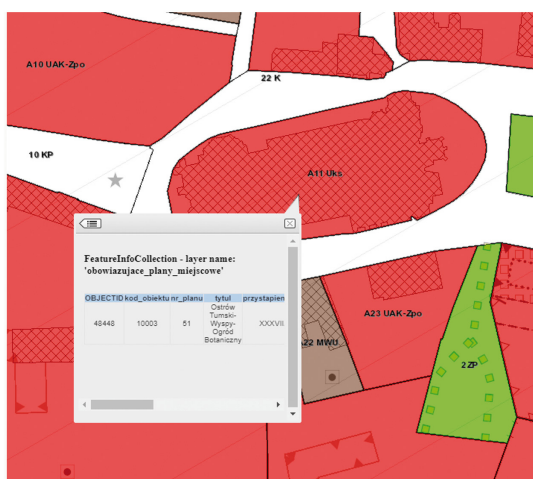 A10 UAK-Zpo
22 K
10 KP
A11 Uks
FeatureInfoCollection - layer name:
'obowiazujace_plany_miejscowe'
OBJECTID kod_obiektu nr_planu tytul przystapien
48448 10003 51 Ostrów Tumski-Wyspy-Ogród Botaniczny XXXVII
A23 UAK-Zpo
A22 MWU
2 ZP